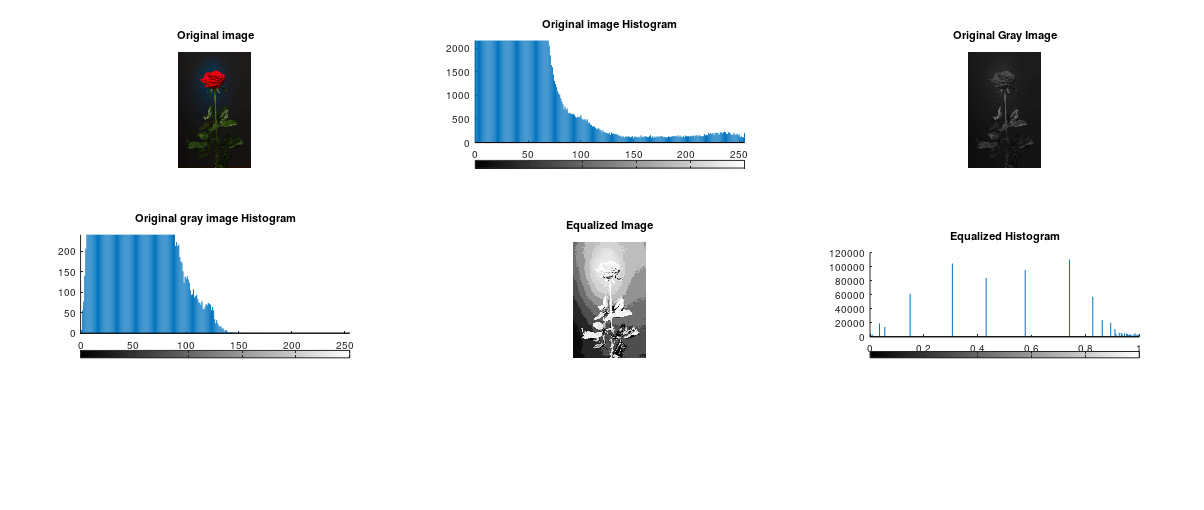 Original image
Original image Histogram
2000
1500
1000
500
0
0 50 100 150 200 250
Original Gray Image
Original gray image Histogram
200
150
100
50
0
0 50 100 150 200 250
Equalized Image
Equalized Histogram
120000
100000
80000
60000
40000
20000
0
0 0.2 0.4 0.6 0.8 1